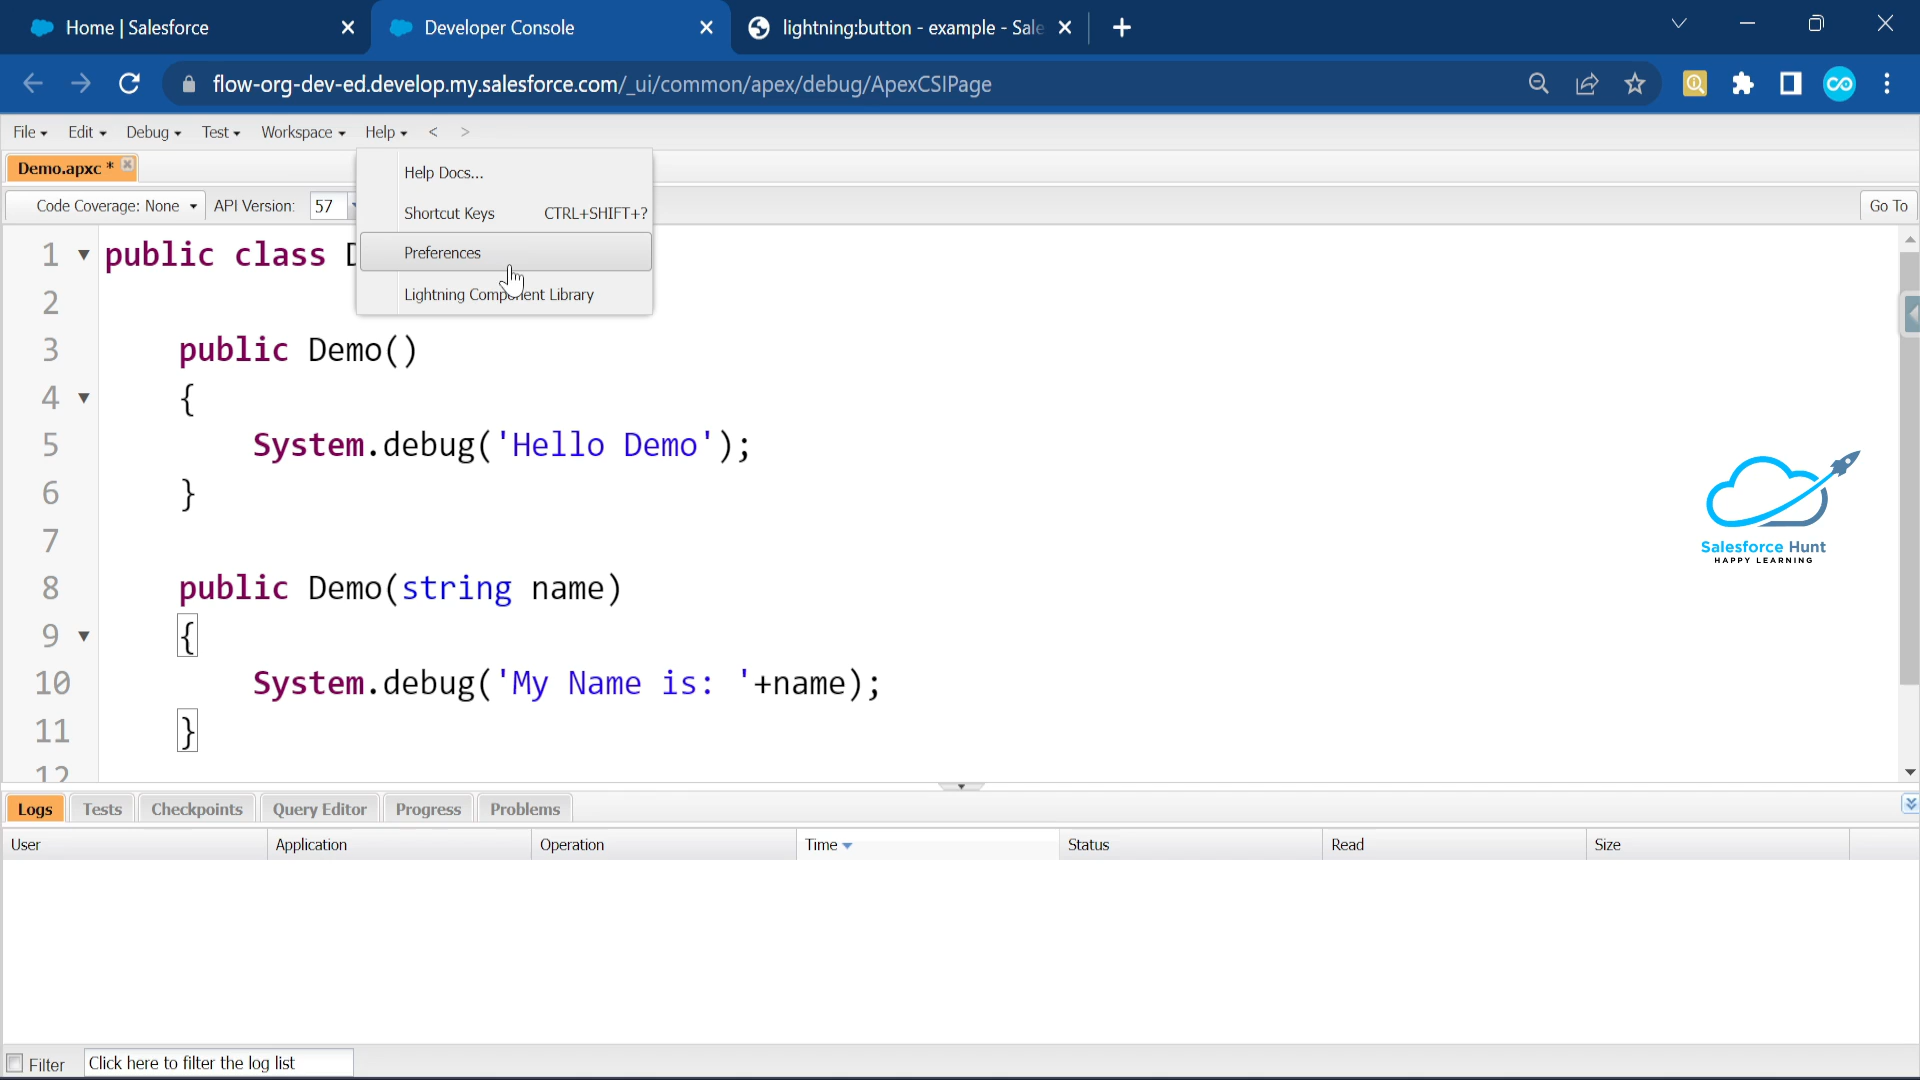 Home | Salesforce
Developer Console
lightning:button - example - Sale
flow-org-dev-ed.develop.my.salesforce.com/_ui/common/apex/debug/ApexCSIPage
File Edit Debug Test Workspace Help < >
Demo.apxc *
Help Docs...
Code Coverage: None API Version: 57
Shortcut Keys CTRL+SHIFT+?
Go To
Preferences
Lightning Component Library
1 public class D
2
3 public Demo()
4 {
5 System.debug('Hello Demo');
6 }
7
8 public Demo(string name)
9 {
10 System.debug('My Name is: '+name);
11 }
12
Salesforce Hunt
HAPPY LEARNING
Logs Tests Checkpoints Query Editor Progress Problems
User Application Operation Time Status Read Size
Filter Click here to filter the log list